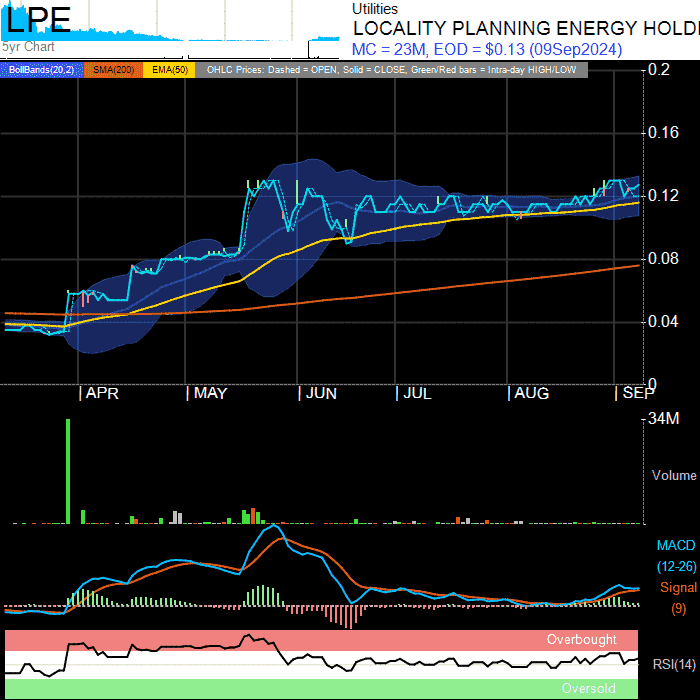 LPE
5yr Chart
Utilities
LOCALITY PLANNING ENERGY HOLDI
MC = 23M, EOD = $0.13 (09Sep2024)
BollBands(20,2) SMA(200) EMA(50) OHLC Prices: Dashed = OPEN, Solid = CLOSE, Green/Red bars = Intra-day HIGH/LOW
0.2
0.16
0.12
0.08
0.04
0
APR MAY JUN JUL AUG SEP
34M
Volume
MACD
(12-26)
Signal
(9)
Overbought
RSI(14)
Oversold